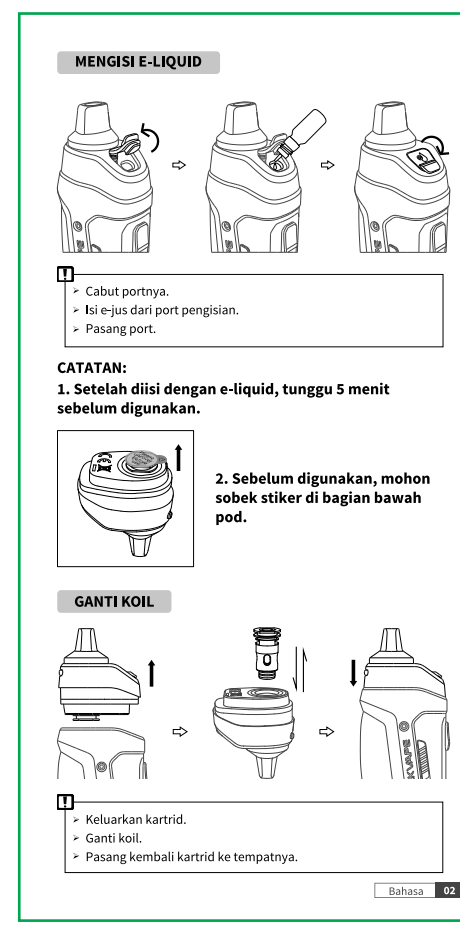 MENGISI E-LIQUID
➢ Cabut portnya.
➢ Isi e-jus dari port pengisian.
➢ Pasang port.
CATATAN:
1. Setelah diisi dengan e-liquid, tunggu 5 menit
sebelum digunakan.
2. Sebelum digunakan, mohon
sobek stiker di bagian bawah
pod.
GANTI KOIL
➢ Keluarkan kartrid.
➢ Ganti koil.
➢ Pasang kembali kartrid ke tempatnya.
Bahasa 02